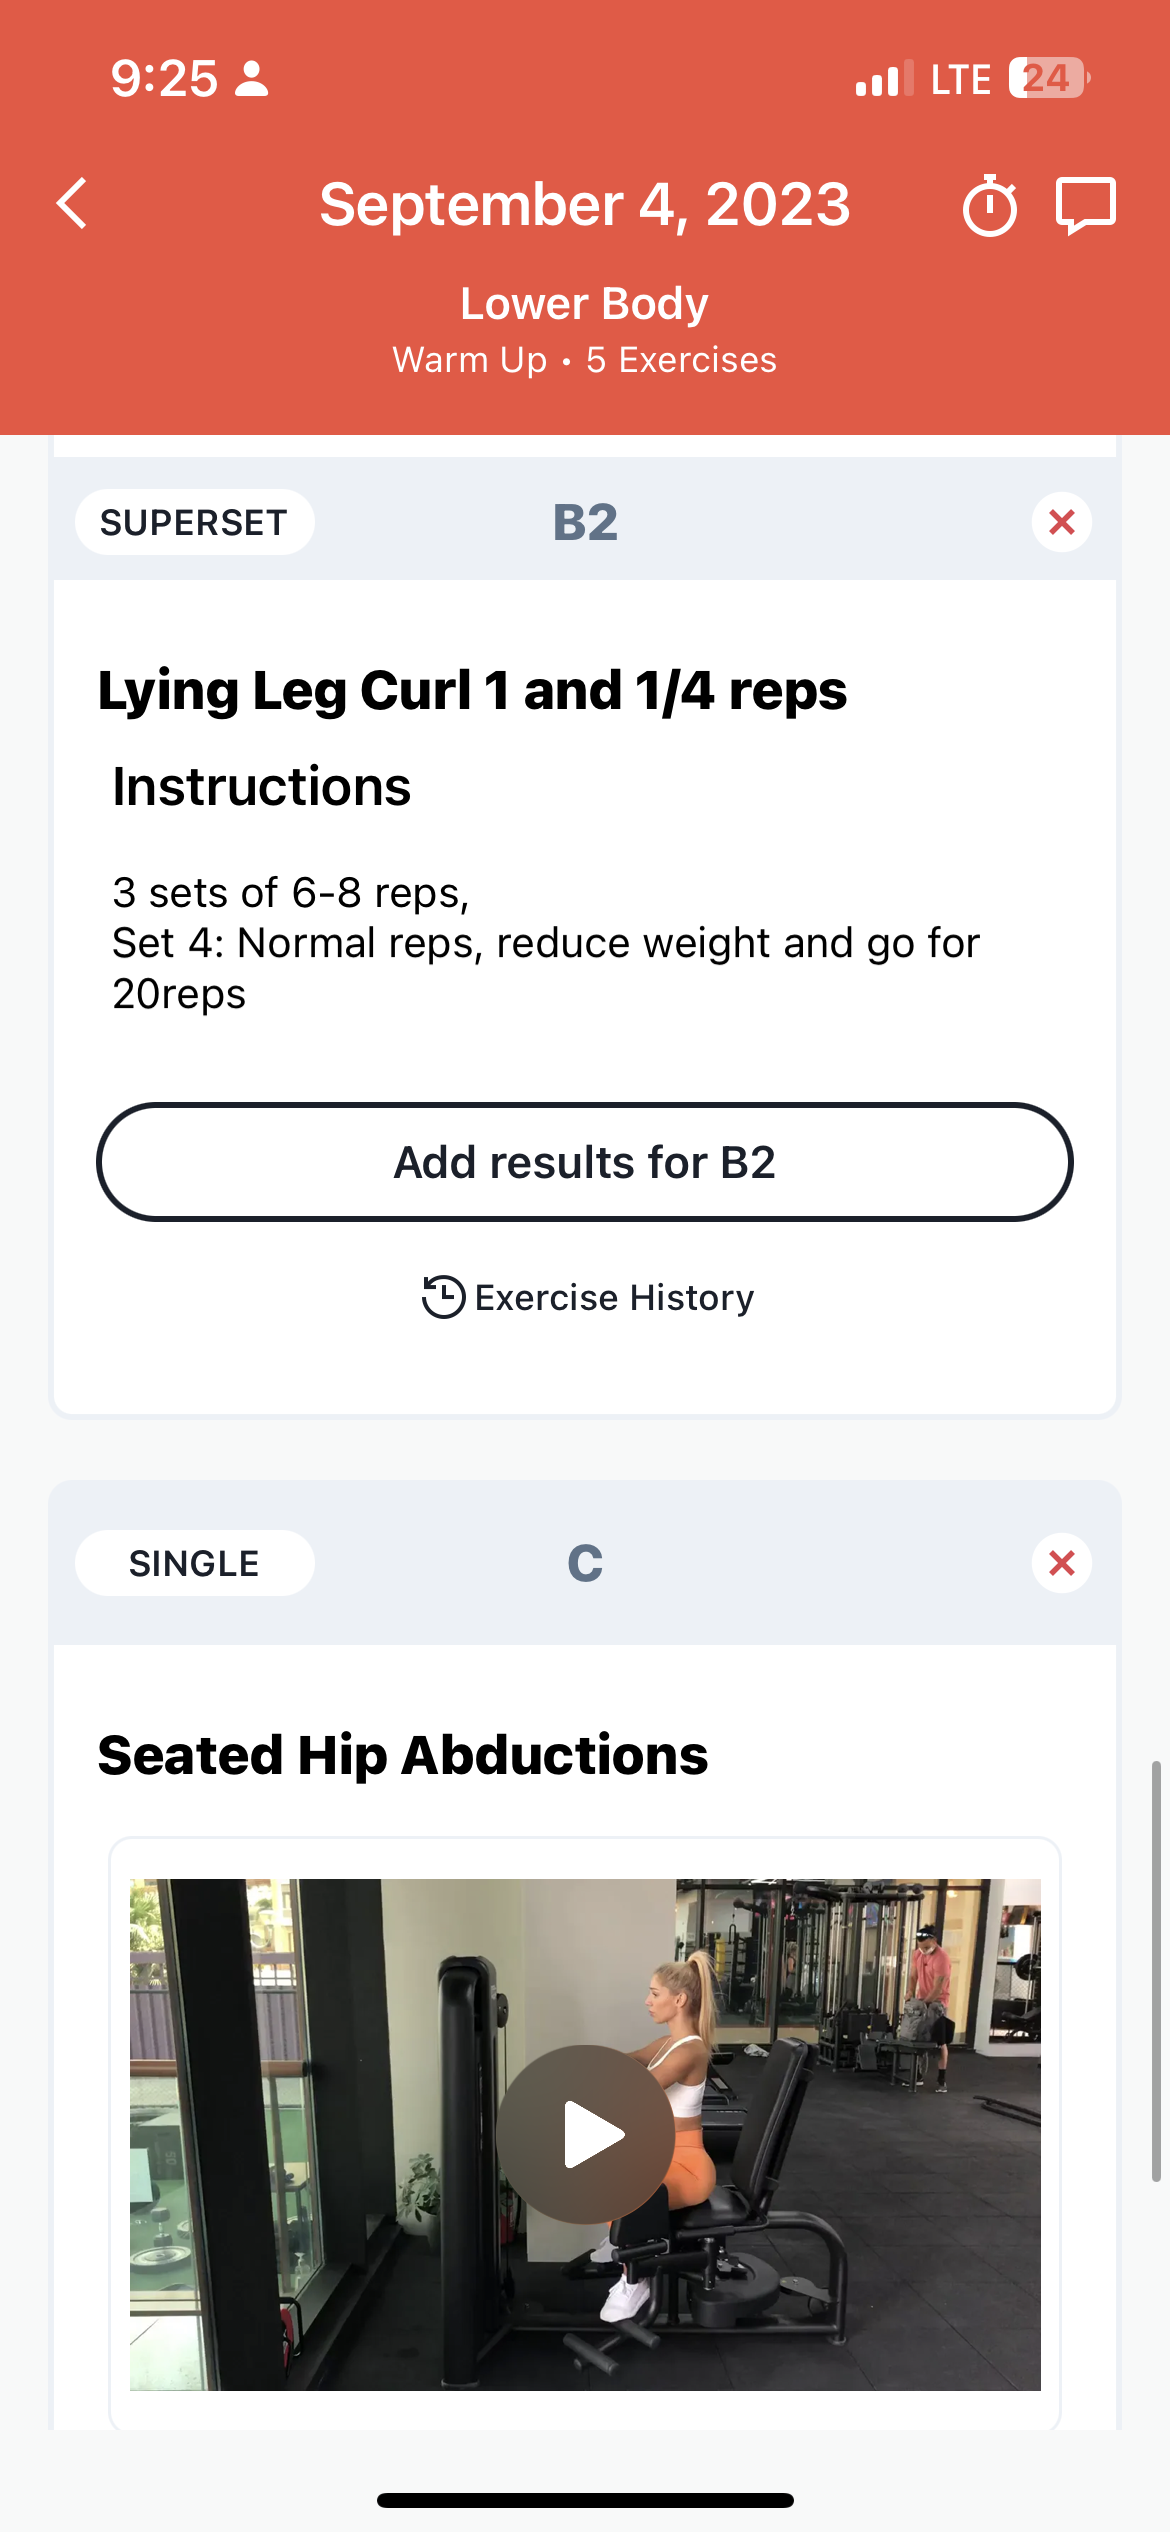 9:25
LTE
24
September 4, 2023
Lower Body
Warm Up • 5 Exercises
SUPERSET
B2
Lying Leg Curl 1 and 1/4 reps
Instructions
3 sets of 6-8 reps,
Set 4: Normal reps, reduce weight and go for
20reps
Add results for B2
Exercise History
SINGLE
C
Seated Hip Abductions